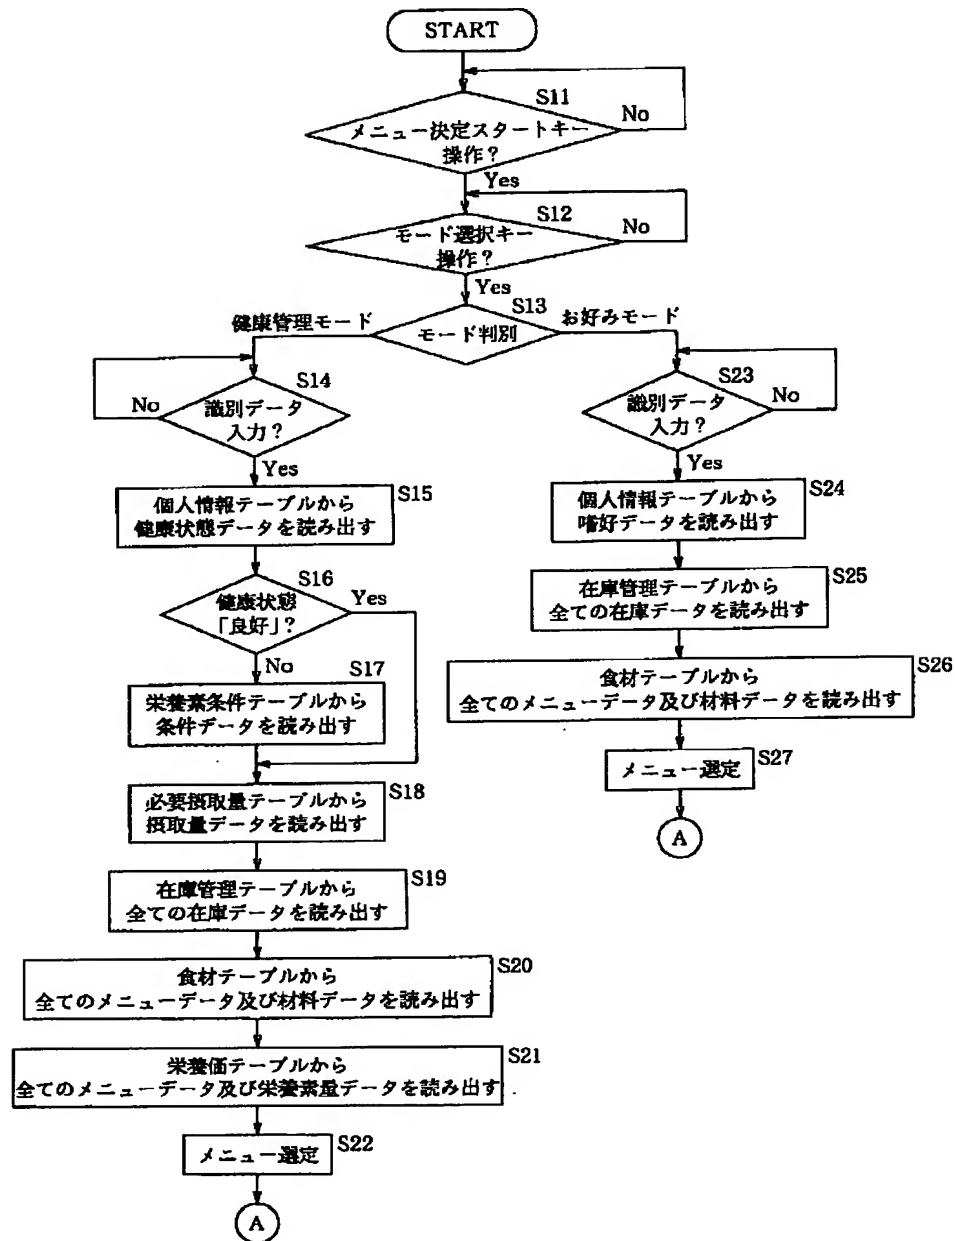 START
S11
No
メニュー決定スタートキー
操作?
Yes
S12
No
モード選択キー
操作?
Yes
S13
健康管理モード
お好みモード
モード判別
S14
No
識別データ
入力?
Yes
S15
個人情報テーブルから
健康状態データを読み出す
S16
Yes
健康状態
「良好」?
No
S17
栄養素条件テーブルから
条件データを読み出す
S18
必要摂取量テーブルから
摂取量データを読み出す
S19
在庫管理テーブルから
全ての在庫データを読み出す
S20
食材テーブルから
全てのメニューデータ及び材料データを読み出す
S21
栄養価テーブルから
全てのメニューデータ及び栄養素量データを読み出す
S22
メニュー選定
A
S23
No
識別データ
入力?
Yes
S24
個人情報テーブルから
嗜好データを読み出す
S25
在庫管理テーブルから
全ての在庫データを読み出す
S26
食材テーブルから
全てのメニューデータ及び材料データを読み出す
S27
メニュー選定
A